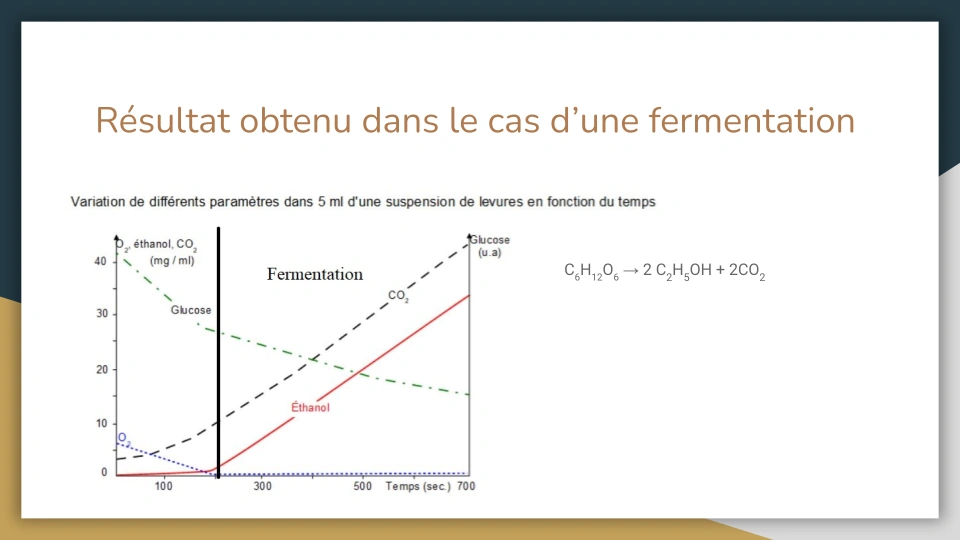 Résultat obtenu dans le cas d’une fermentation
Variation de différents paramètres dans 5 ml d'une suspension de levures en fonction du temps
O₂, éthanol, CO₂
(mg / ml)
Glucose
(u.a)
40
30
20
10
0
Fermentation
CO₂
Glucose
Éthanol
O₂
100
300
500
Temps (sec.)
700
C₆H₁₂O₆ → 2 C₂H₅OH + 2CO₂